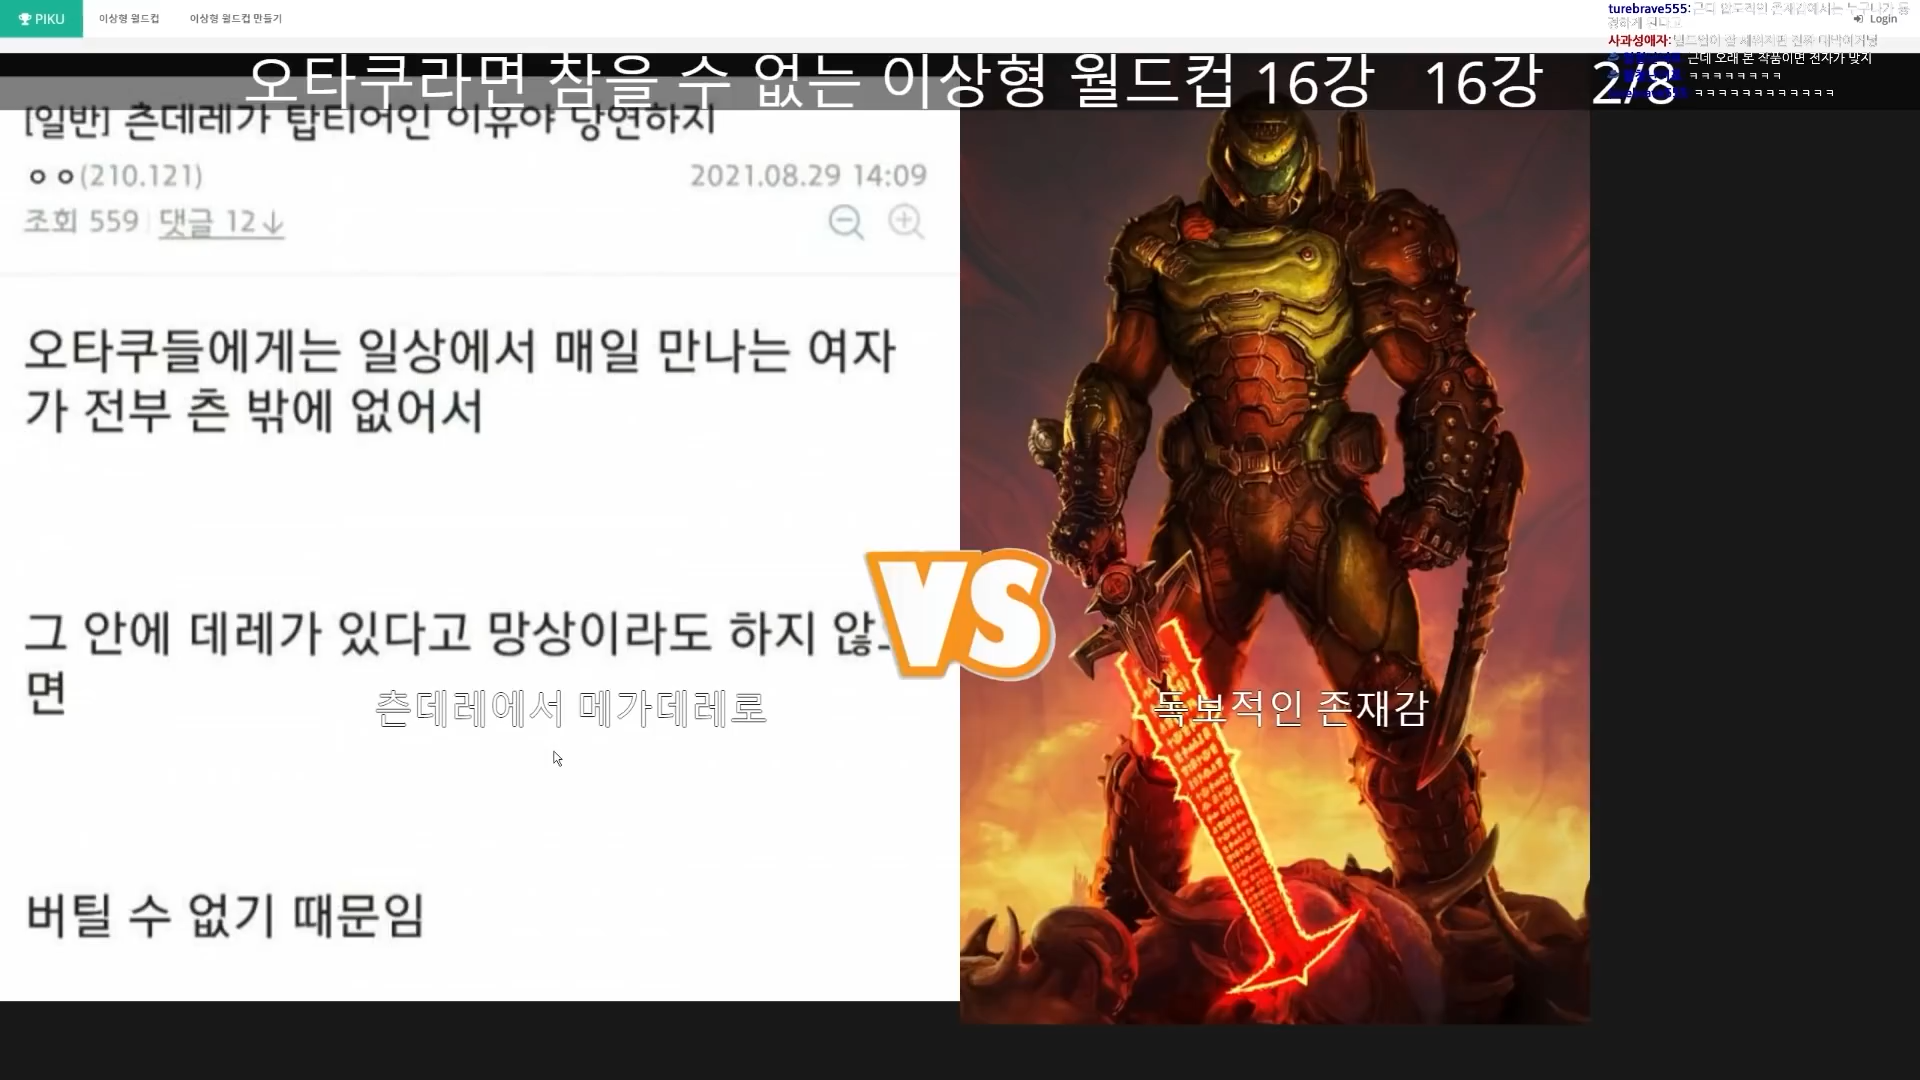 PIKU
이상형 월드컵
이상형 월드컵 만들기
Login
turebrave555:
사과성애자:
근데 오래 본 작품이면 전자가 맞지
ㅋㅋㅋㅋㅋㅋㅋㅋ
ㅋㅋㅋㅋㅋㅋㅋㅋㅋㅋㅋㅋ
오타쿠라면 참을 수 없는 이상형 월드컵 16강 16강 2/8
[일반] 츤데레가 탑티어인 이유야 당연하지
ㅇㅇ(210.121)
2021.08.29 14:09
조회 559
댓글 12↓
오타쿠들에게는 일상에서 매일 만나는 여자
가 전부 츤 밖에 없어서
그 안에 데레가 있다고 망상이라도 하지
면
츤데레에서 메가데레로
버틸 수 없기 때문임
VS
독보적인 존재감